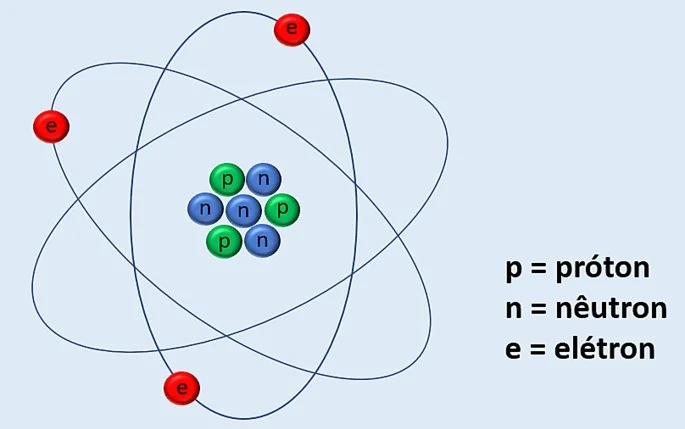 e
e
p n
n n p
p n
e
p = próton
n = nêutron
e = elétron